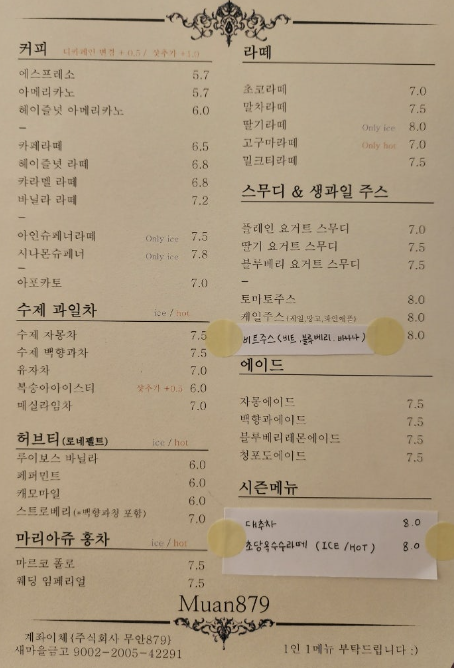 커피 디카페인 변경 + 0.5 / 샷추가 +1.0
에스프레소 5.7
아메리카노 5.7
헤이즐넛 아메리카노 6.0
–
카페라떼 6.5
헤이즐넛 라떼 6.8
캬라멜 라떼 6.8
바닐라 라떼 7.2
–
아인슈페너라떼 Only ice 7.5
시나몬슈페너 Only ice 7.8
–
아포카토 7.0
수제 과일차 ice / hot
수제 자몽차 7.5
수제 백향과차 7.5
유자차 7.0
복숭아아이스티 샷추가 +0.5 6.0
매실라임차 7.0
허브티(로네펠트) ice / hot
루이보스 바닐라 6.0
페퍼민트 6.0
캐모마일 6.0
스트로베리(*백향과청 포함) 7.0
마리아쥬 홍차 ice / hot
마르코 폴로 7.5
웨딩 임페리얼 7.5
라떼
초코라떼 7.0
말차라떼 7.5
딸기라떼 Only ice 8.0
고구마라떼 Only hot 7.0
밀크티라떼 7.5
스무디 & 생과일 주스
플레인 요거트 스무디 7.0
딸기 요거트 스무디 7.5
블루베리 요거트 스무디 7.5
–
토마토주스 8.0
케일주스(케일,망고,파인애플) 8.0
비트주스 (비트, 블루베리, 바나나) 8.0
에이드
자몽에이드 7.5
백향과에이드 7.5
블루베리레몬에이드 7.5
청포도에이드 7.5
시즌메뉴
대추차 8.0
초당옥수수라떼 (ICE / HOT) 8.0
Muan879
계좌이체{주식회사 무안879}
새마을금고 9002-2005-42291
1인 1메뉴 부탁드립니다 :)